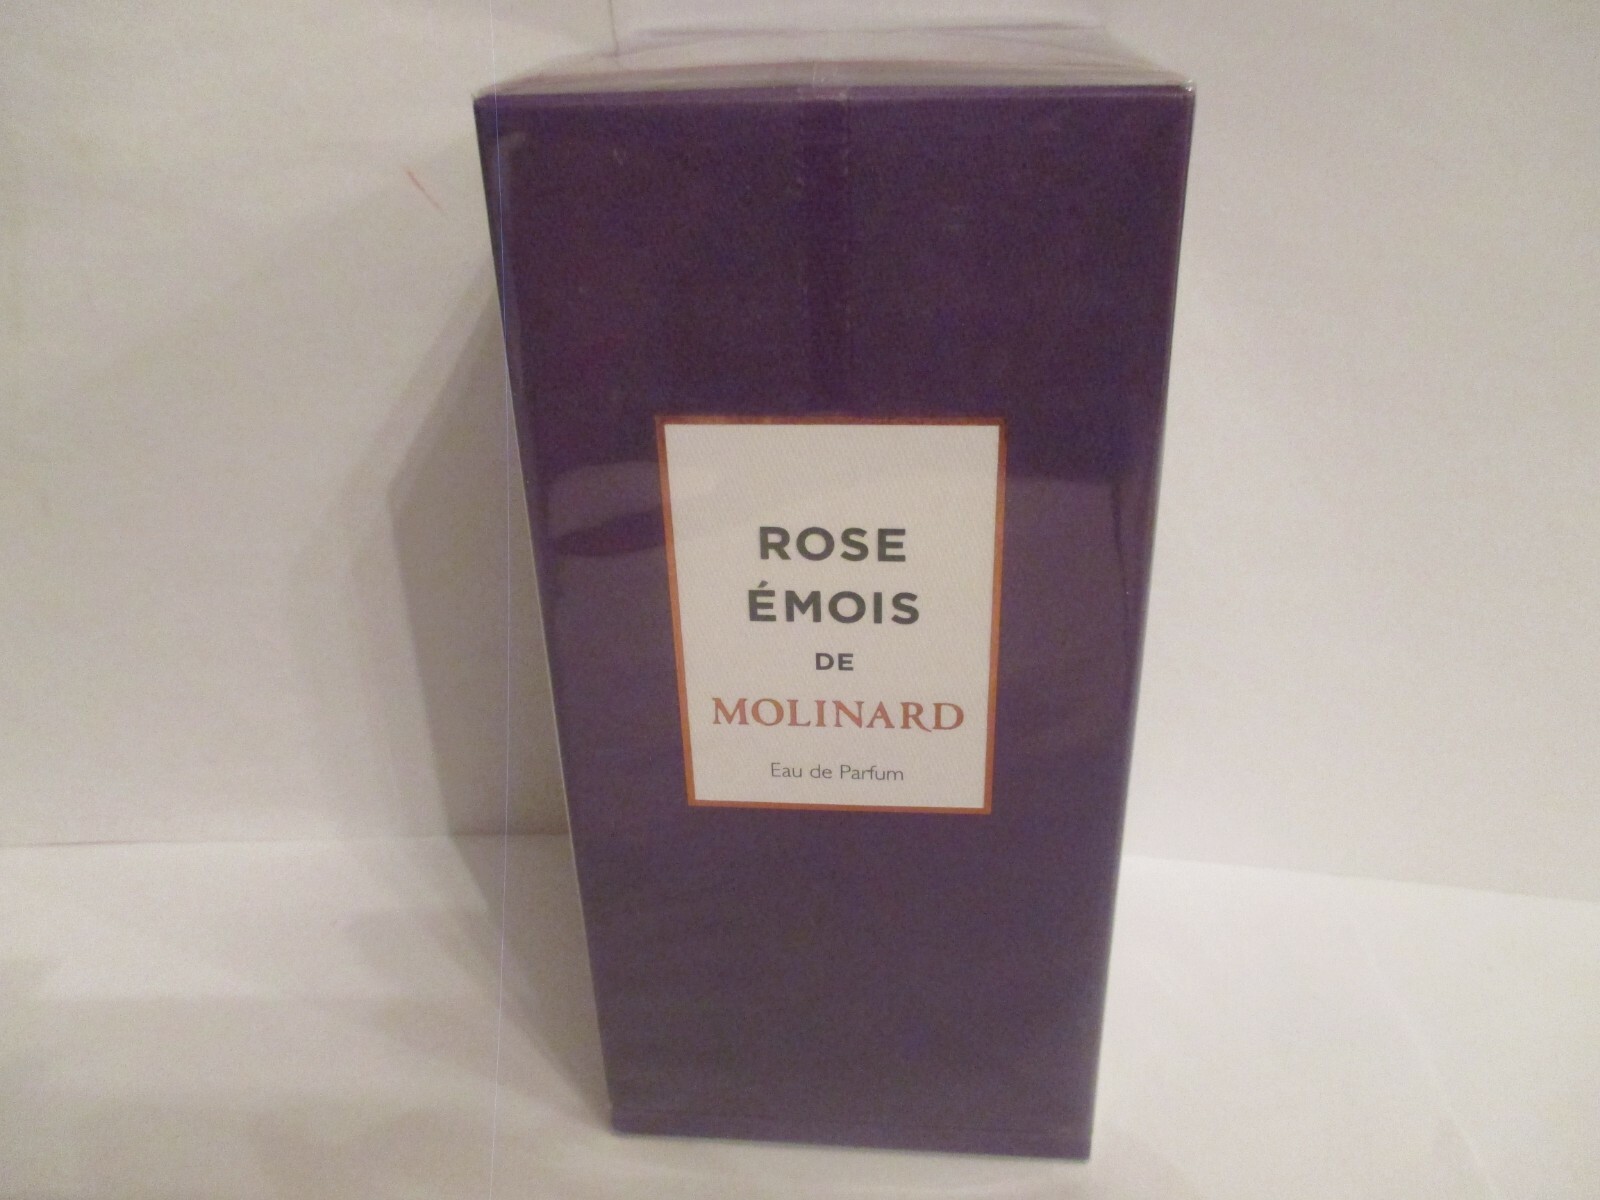 ROSE
ÉMOIS
DE
MOLINARD
Eau de Parfum